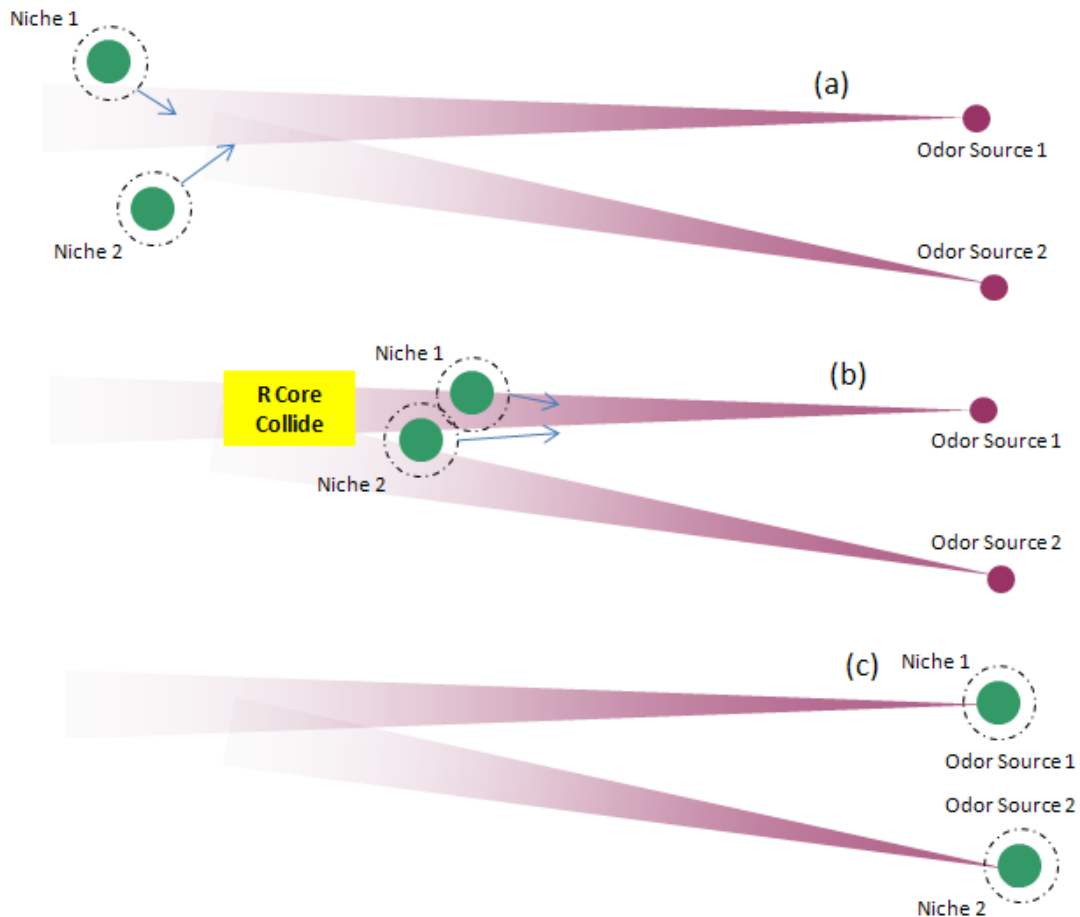 Niche 1
(a)
Odor Source 1
Niche 2
Odor Source 2
Niche 1
(b)
R Core
Collide
Odor Source 1
Niche 2
Odor Source 2
(c)
Niche 1
Odor Source 1
Odor Source 2
Niche 2